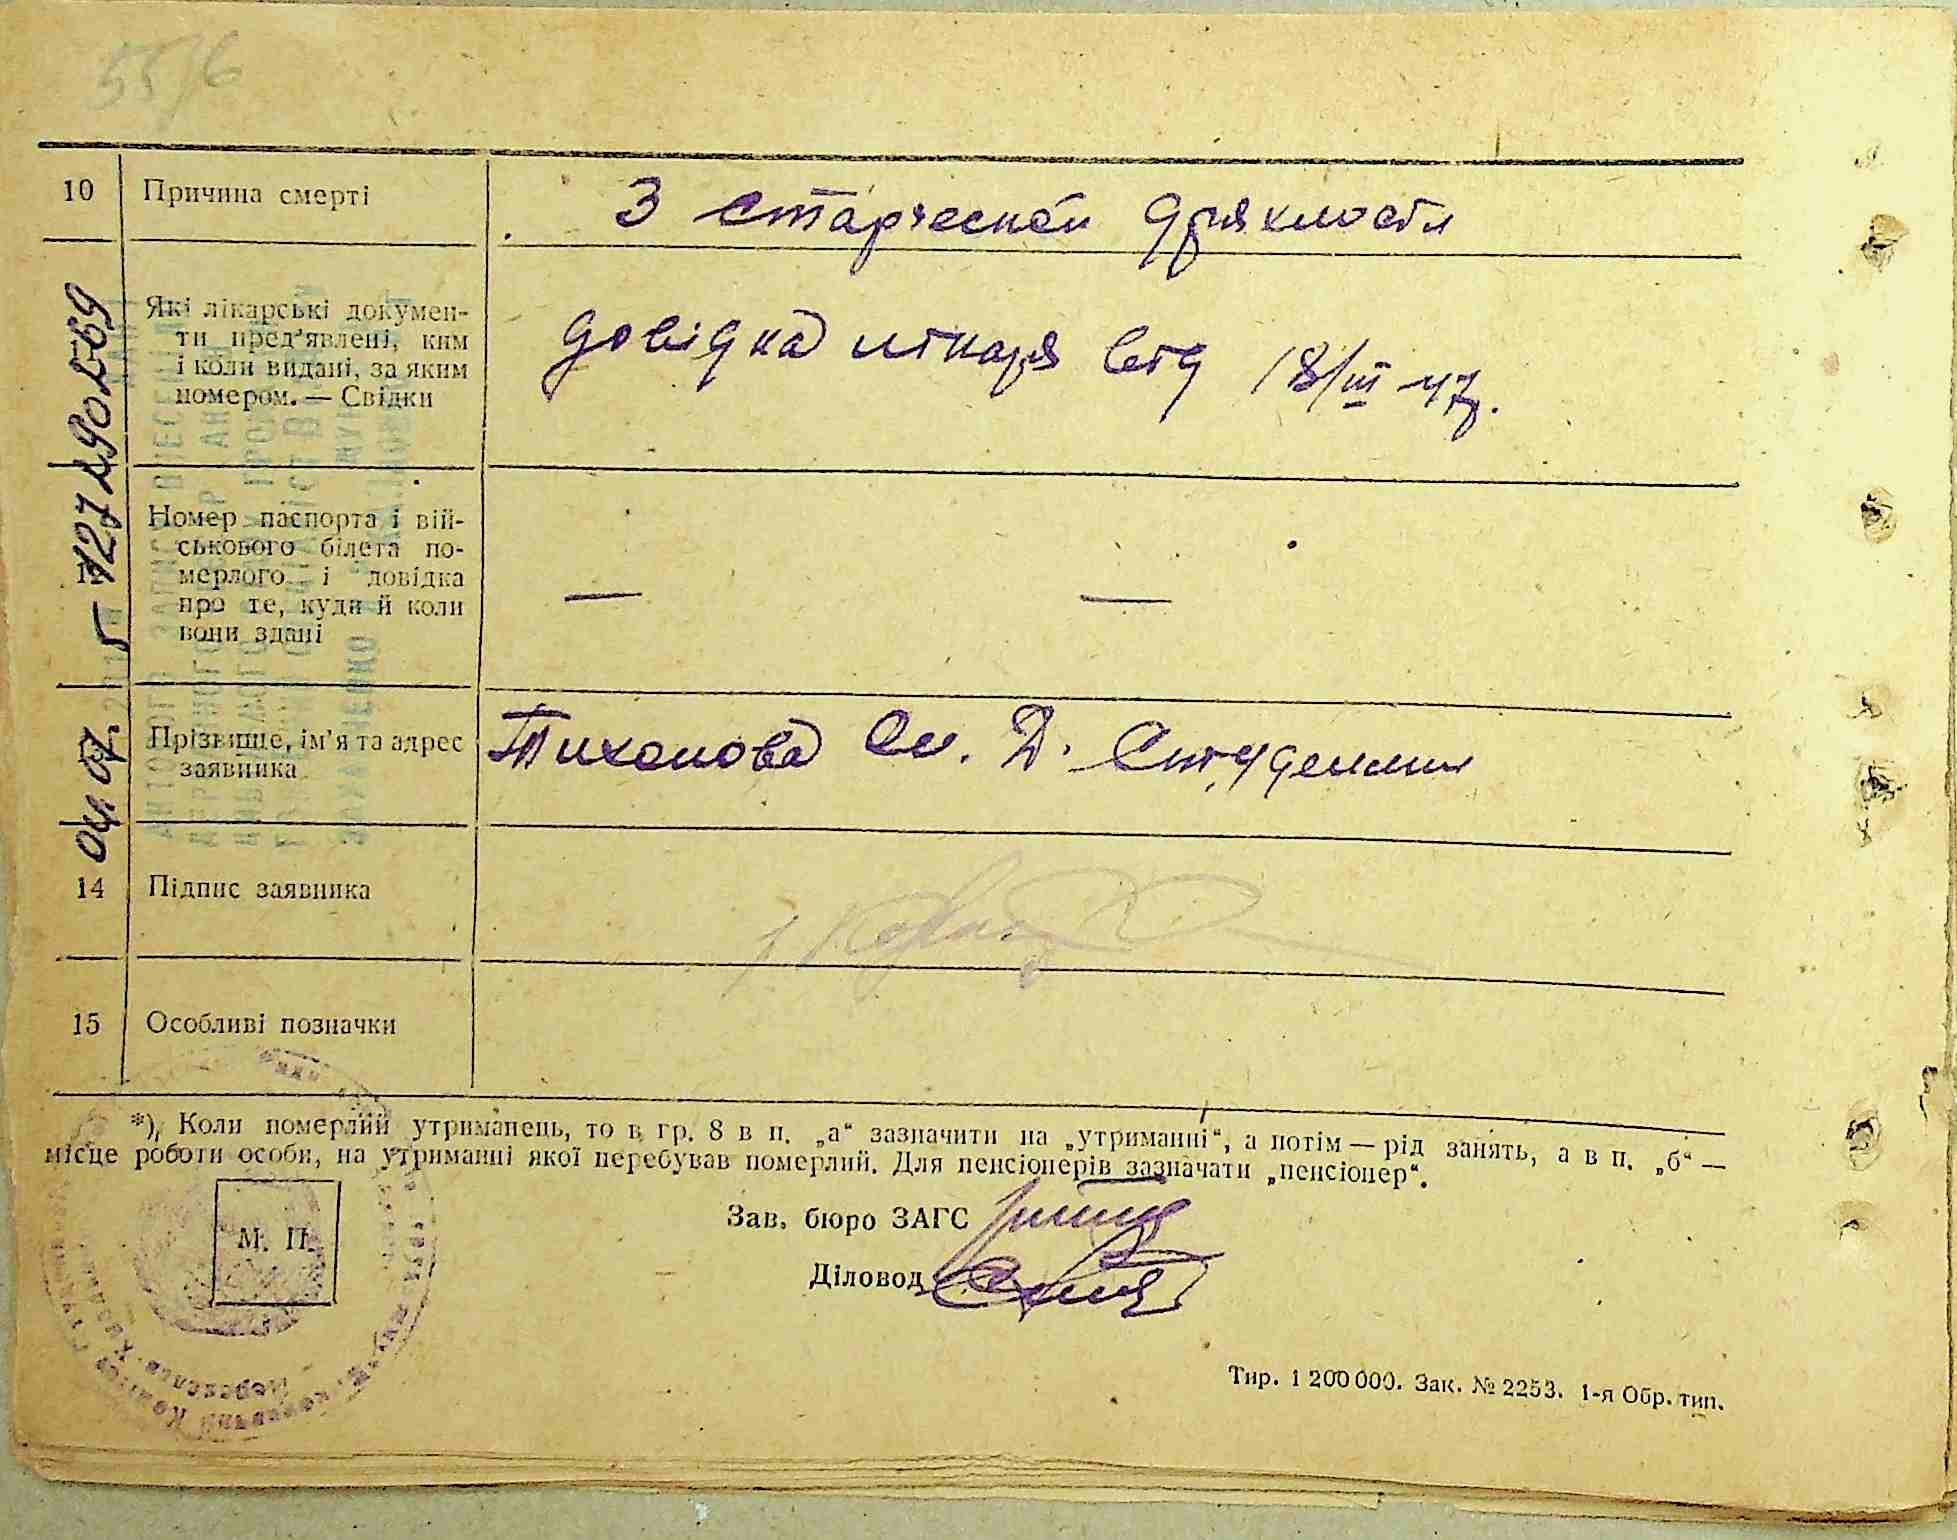 55/6
10 Причина смерті З старческой дряхлости
Які лікарські докумен-
ти пред'явлені, ким
і коли видані, за яким
номером. — Свідки
довідка лікаря від 18/III 47.
Номер паспорта і вій-
ськового білета по-
мерлого і довідка
про те, куди й коли
вони здані
— —
Прізвище, ім'я та адрес
заявника
Тихонова Ол. Д. Студеники
14 Підпис заявника
15 Особливі позначки
*) Коли померлий утриманець, то в гр. 8 в п. „а“ зазначити на „утриманні“, а потім — рід занять, а в п. „б“ —
місце роботи особи, на утриманні якої перебував померлий. Для пенсіонерів зазначати „пенсіонер“.
М. П.
Зав. бюро ЗАГС
Діловод
Тир. 1 200 000. Зак. № 2253. 1-я Обр. тип.